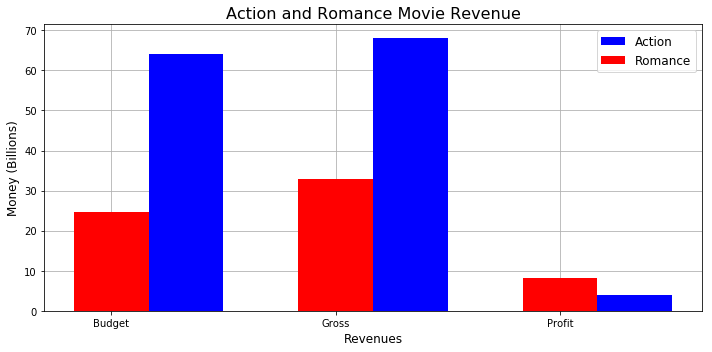 Action and Romance Movie Revenue
Action
Romance
Money (Billions)
70
60
50
40
30
20
10
0
Budget
Gross
Profit
Revenues